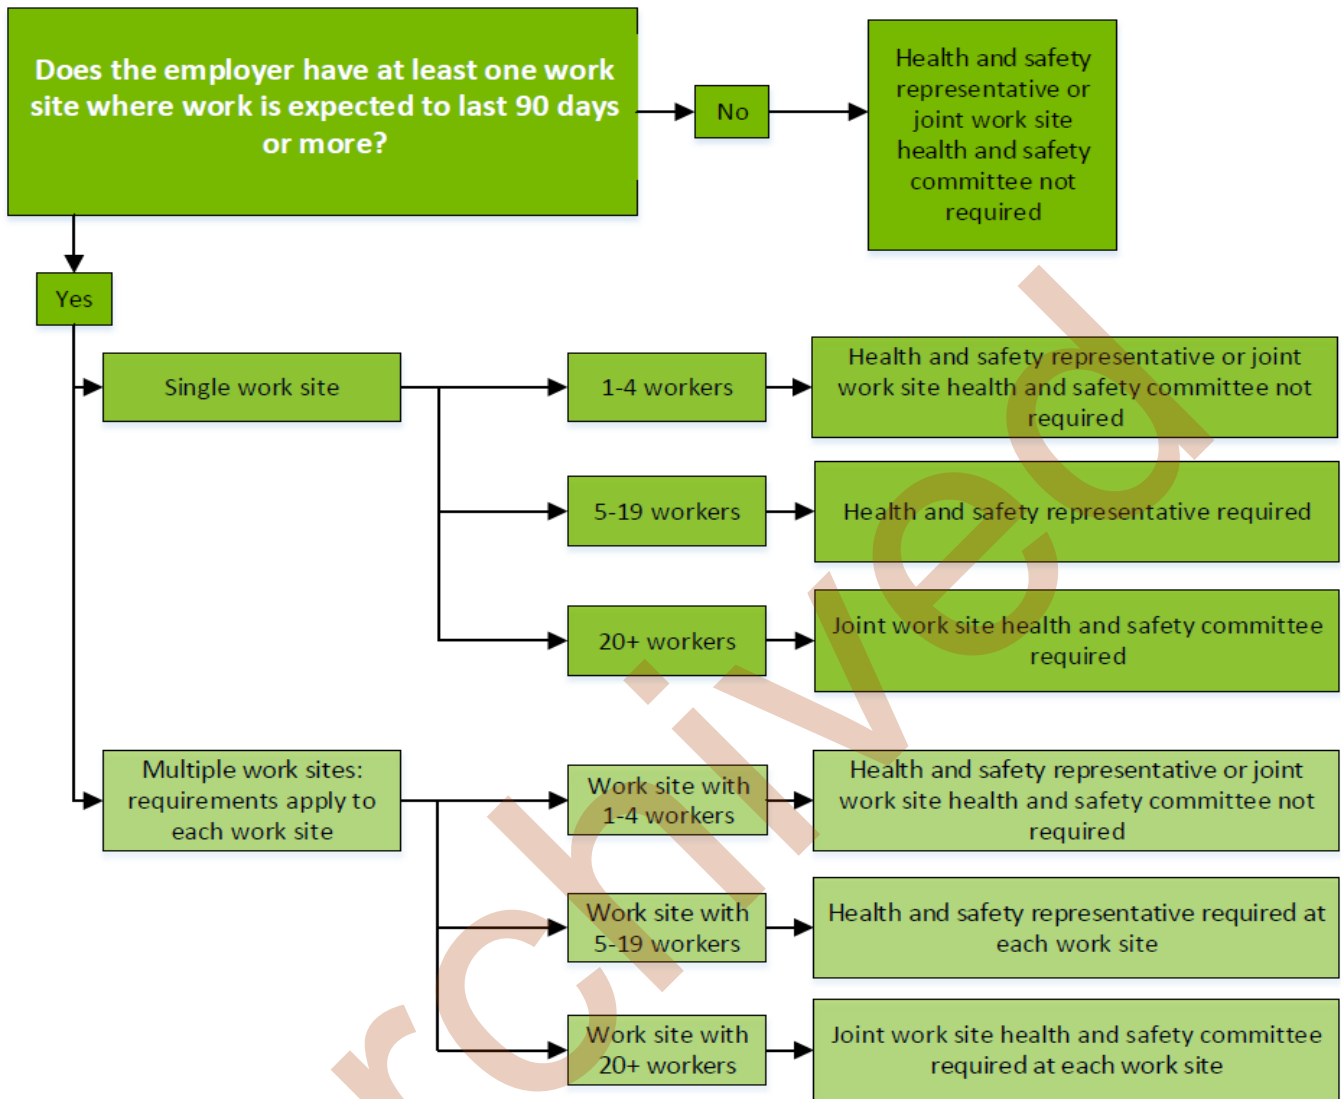 Does the employer have at least one work
site where work is expected to last 90 days
or more?
No
Health and safety
representative or
joint work site
health and safety
committee not
required
Yes
Single work site
1-4 workers
Health and safety representative or joint
work site health and safety committee not
required
5-19 workers
Health and safety representative required
20+ workers
Joint work site health and safety committee
required
Multiple work sites:
requirements apply to
each work site
Work site with
1-4 workers
Health and safety representative or joint
work site health and safety committee not
required
Work site with
5-19 workers
Health and safety representative required at
each work site
Work site with
20+ workers
Joint work site health and safety committee
required at each work site
rchived